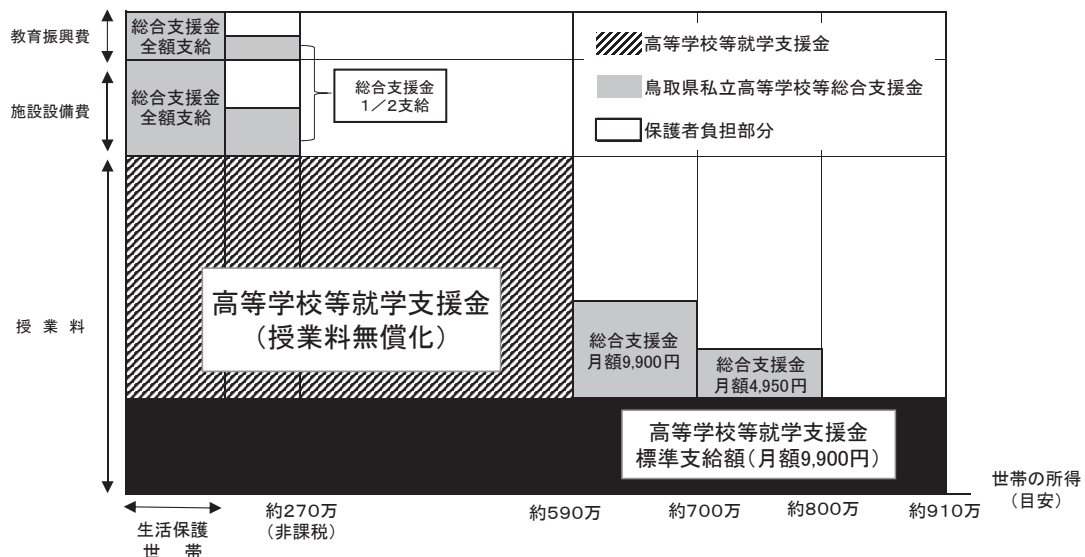 教育振興費
総合支援金
全額支給
高等学校等就学支援金
総合支援金
1／2支給
鳥取県私立高等学校等総合支援金
施設設備費
総合支援金
全額支給
保護者負担部分
授業料
高等学校等就学支援金
（授業料無償化）
総合支援金
月額9,900円
総合支援金
月額4,950円
高等学校等就学支援金
標準支給額（月額9,900円）
世帯の所得
（目安）
生活保護
世　帯
約270万
（非課税）
約590万
約700万
約800万
約910万